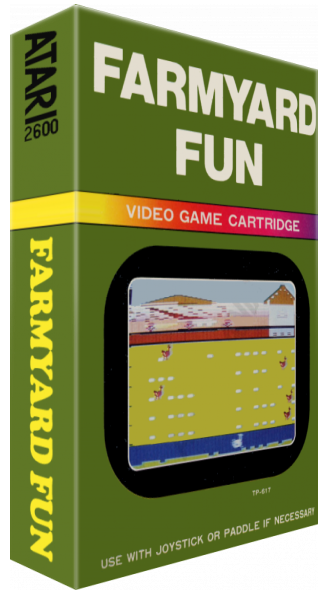 ATARI
2600
FARMYARD FUN
FARMYARD
FUN
VIDEO GAME CARTRIDGE
TP-617
USE WITH JOYSTICK OR PADDLE IF NECESSARY